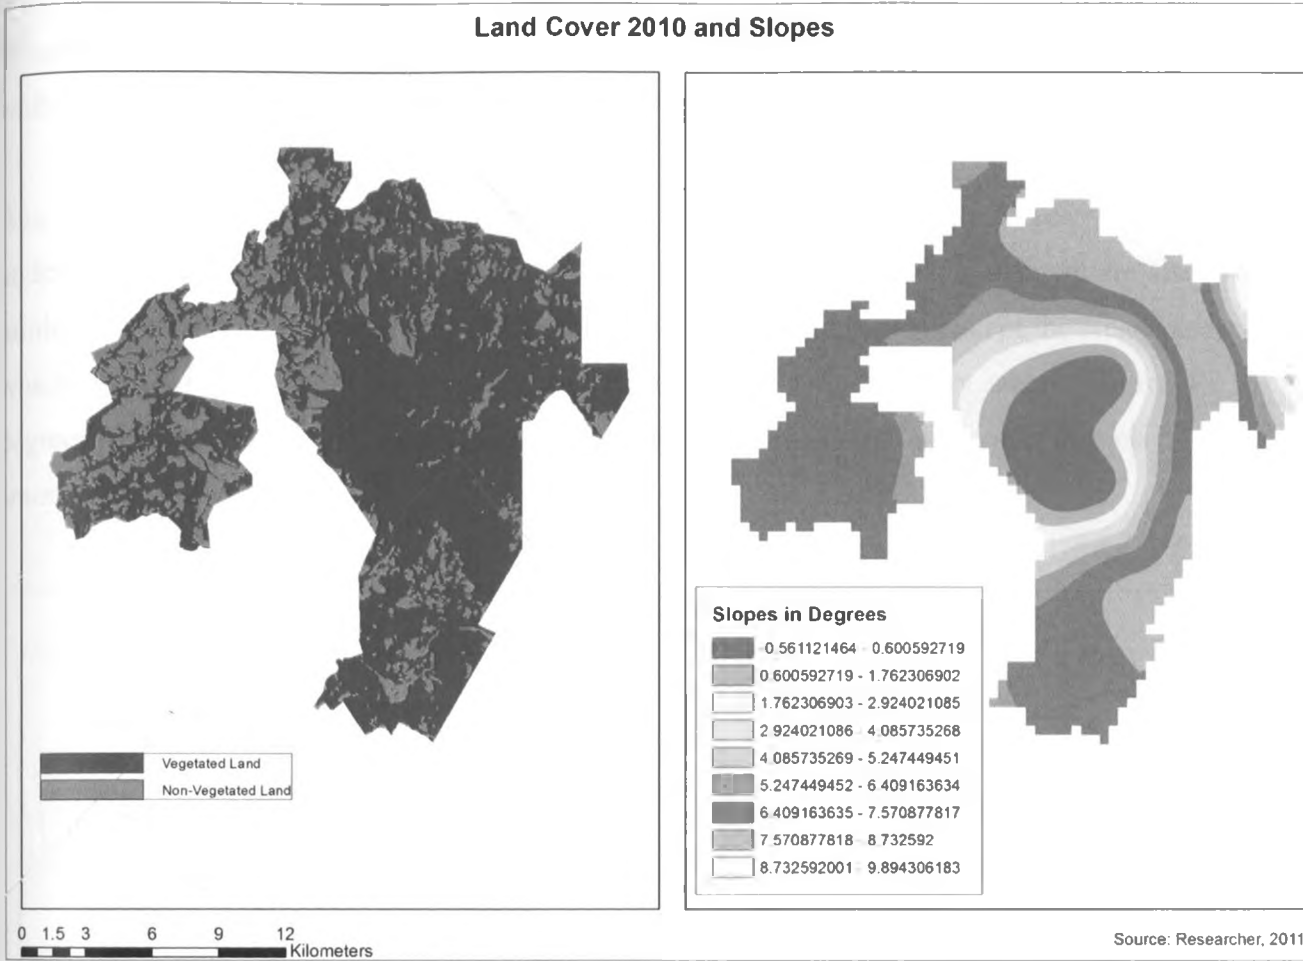 Land Cover 2010 and Slopes
Vegetated Land
Non-Vegetated Land
Slopes in Degrees
-0.561121464 - 0.600592719
0.600592719 - 1.762306902
1.762306903 - 2.924021085
2.924021086 - 4.085735268
4.085735269 - 5.247449451
5.247449452 - 6.409163634
6.409163635 - 7.570877817
7.570877818 - 8.732592
8.732592001 - 9.894306183
0 1.5 3 6 9 12
Kilometers
Source: Researcher, 2011